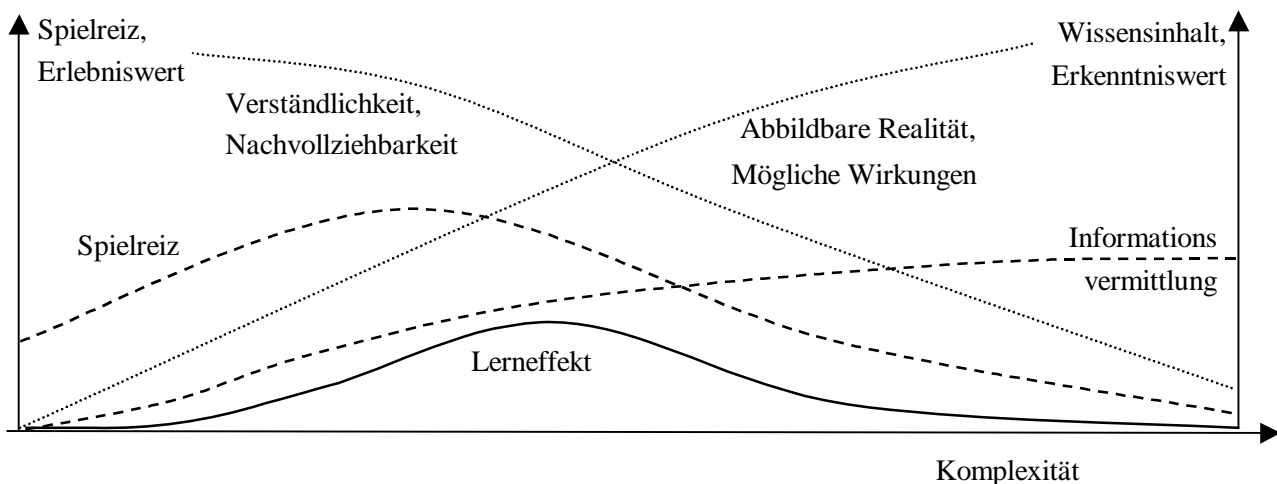 Spielreiz,
Erlebniswert
Wissensinhalt,
Erkenntniswert
Verständlichkeit,
Nachvollziehbarkeit
Abbildbare Realität,
Mögliche Wirkungen
Spielreiz
Informations
vermittlung
Lerneffekt
Komplexität